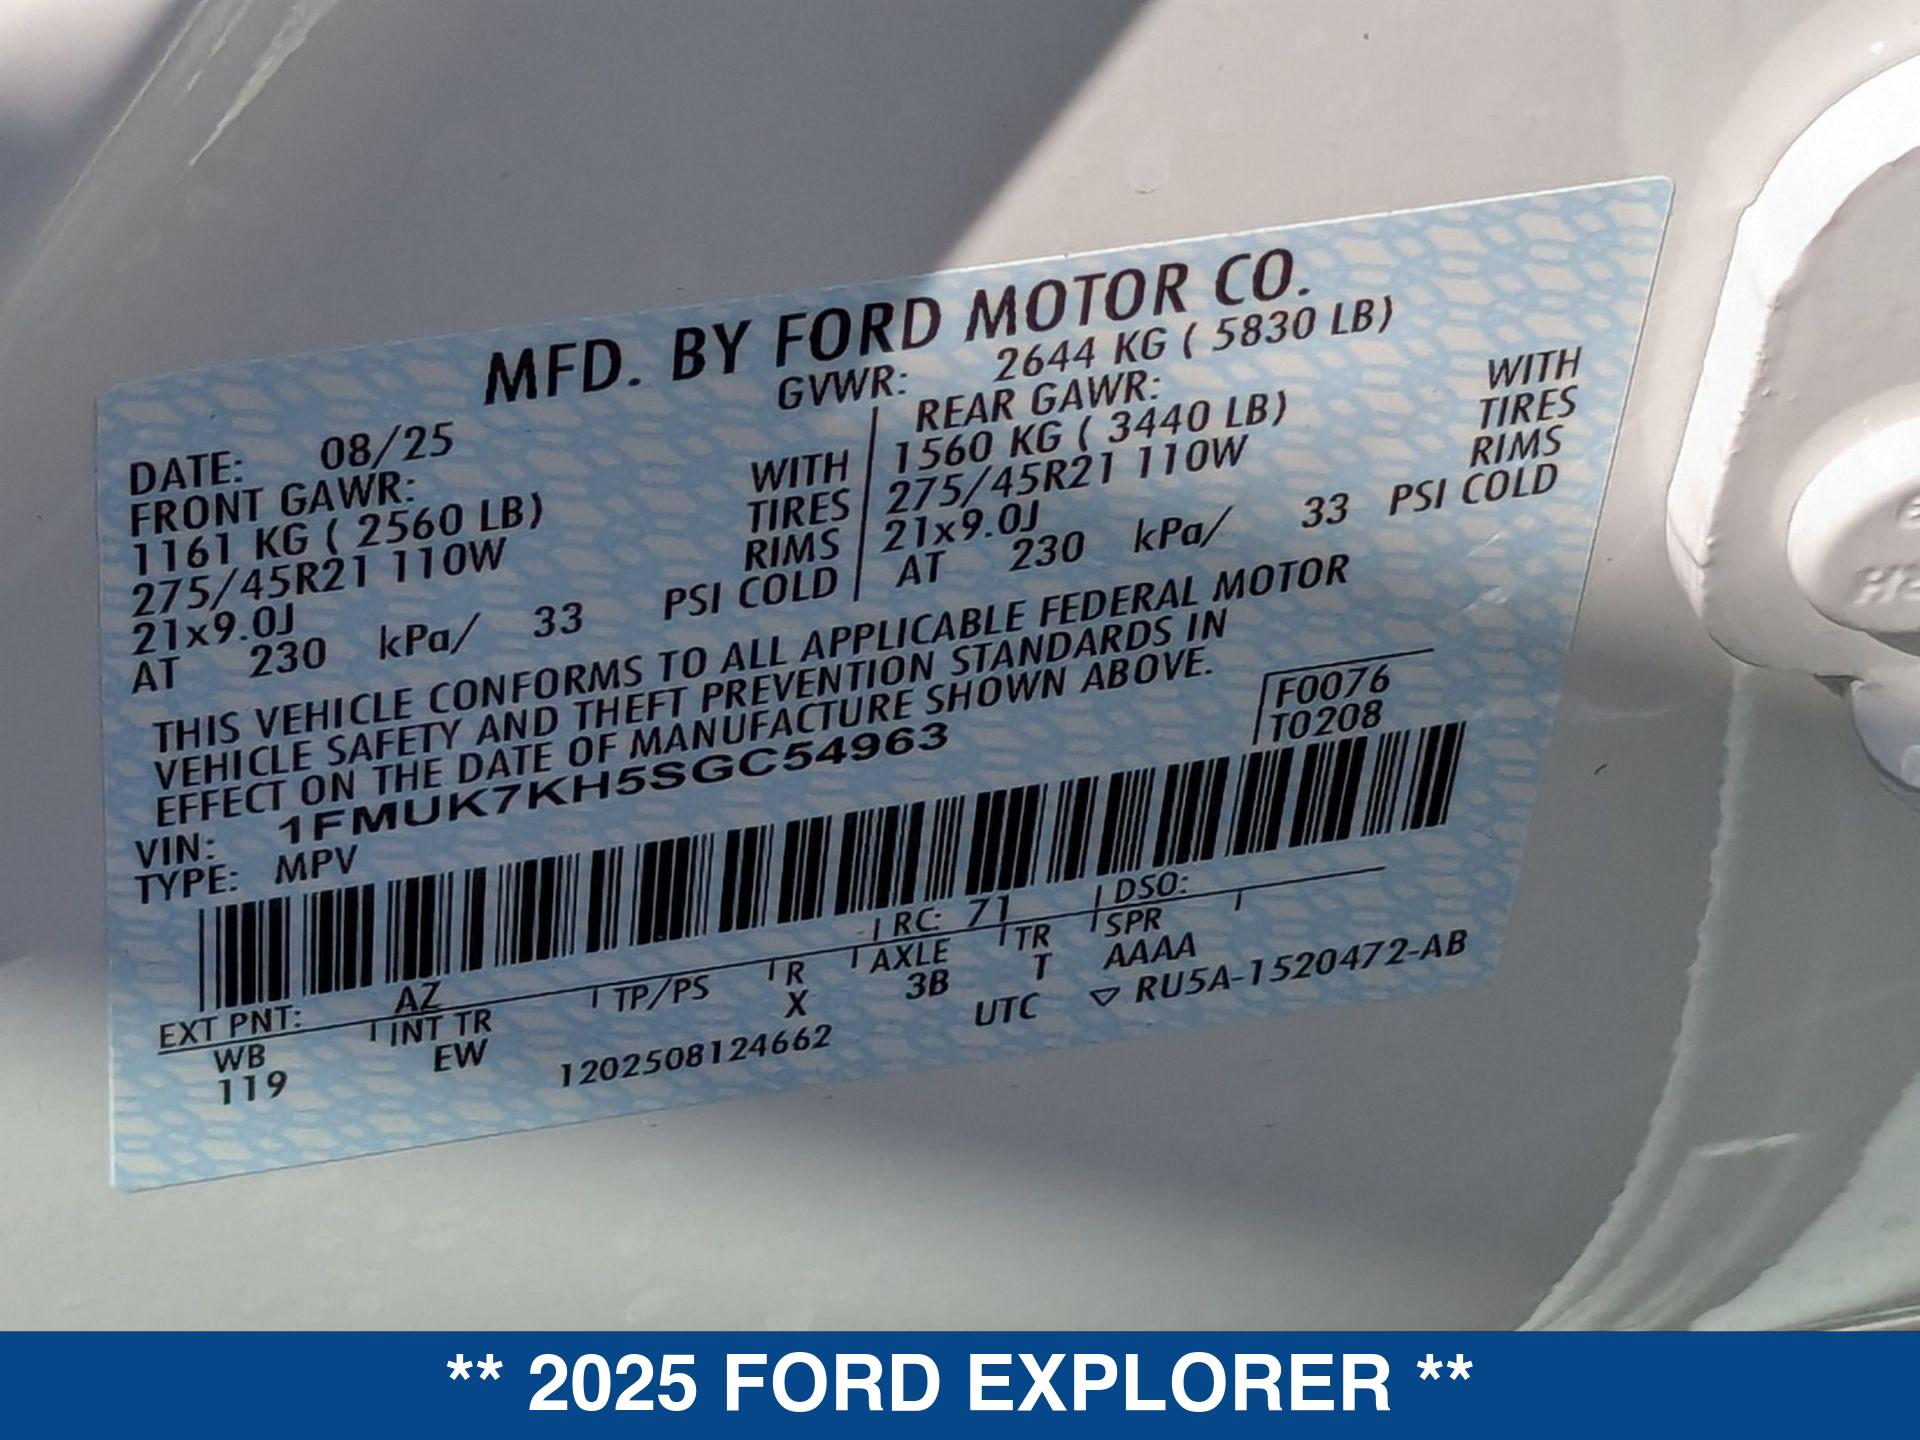 MFD. BY FORD MOTOR CO.
DATE: 08/25
GVWR: 2644 KG ( 5830 LB)
FRONT GAWR:
1161 KG ( 2560 LB) WITH
275/45R21 110W TIRES
21x9.0J RIMS
AT 230 kPa/ 33 PSI COLD
REAR GAWR:
1560 KG ( 3440 LB) WITH
275/45R21 110W TIRES
21x9.0J RIMS
AT 230 kPa/ 33 PSI COLD
THIS VEHICLE CONFORMS TO ALL APPLICABLE FEDERAL MOTOR
VEHICLE SAFETY AND THEFT PREVENTION STANDARDS IN
EFFECT ON THE DATE OF MANUFACTURE SHOWN ABOVE.
VIN: 1FMUK7KH5SGC54963
TYPE: MPV
F0076
T0208
EXT PNT: AZ RC: 71 DSO:
WB INT TR TP/PS R AXLE TR SPR
119 EW X 3B T AAAA
1202508124662 UTC ▽ RU5A-1520472-AB
** 2025 FORD EXPLORER **